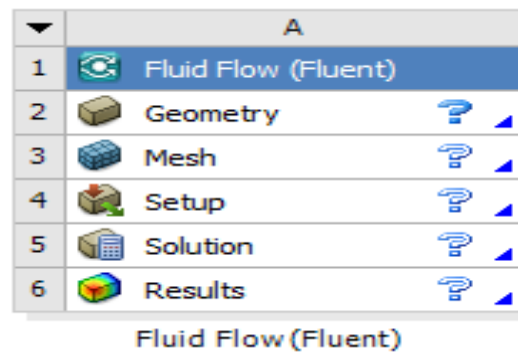 A
1 Fluid Flow (Fluent)
2 Geometry ?
3 Mesh ?
4 Setup ?
5 Solution ?
6 Results ?
Fluid Flow (Fluent)